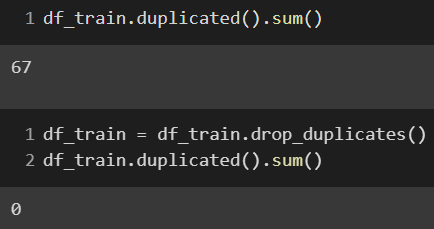 1 df_train.duplicated().sum()
67
1 df_train = df_train.drop_duplicates()
2 df_train.duplicated().sum()
0